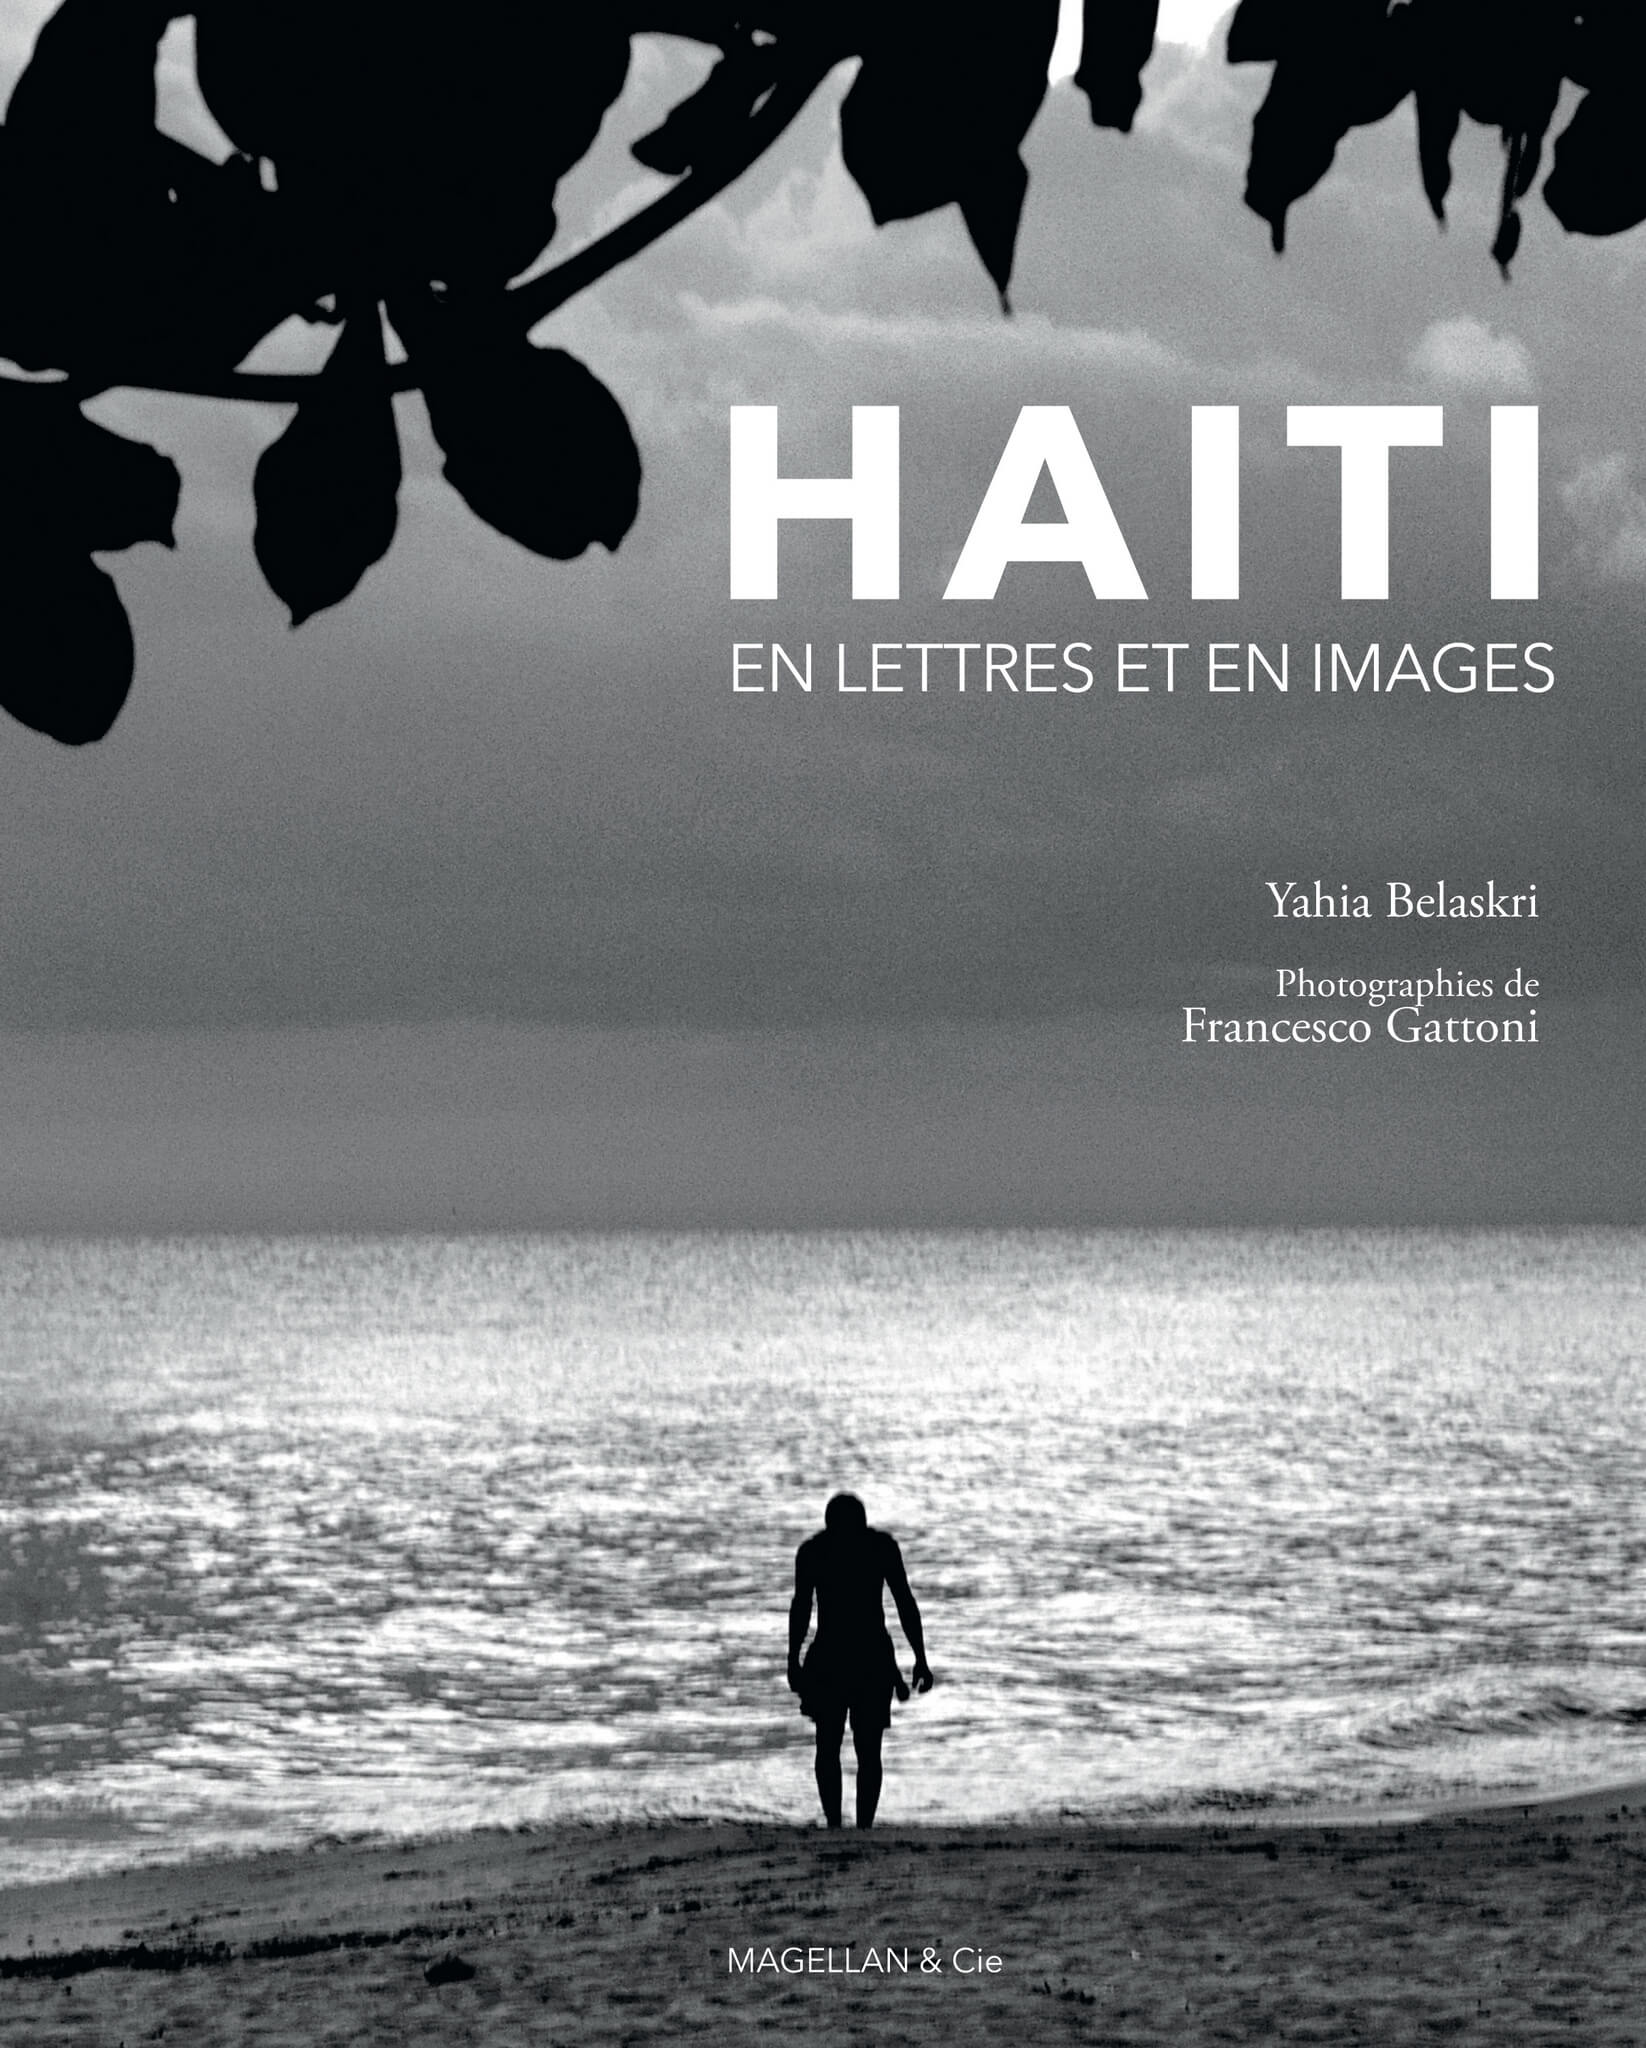 HAITI
EN LETTRES ET EN IMAGES
Yahia Belaskri
Photographies de
Francesco Gattoni
MAGELLAN & Cie